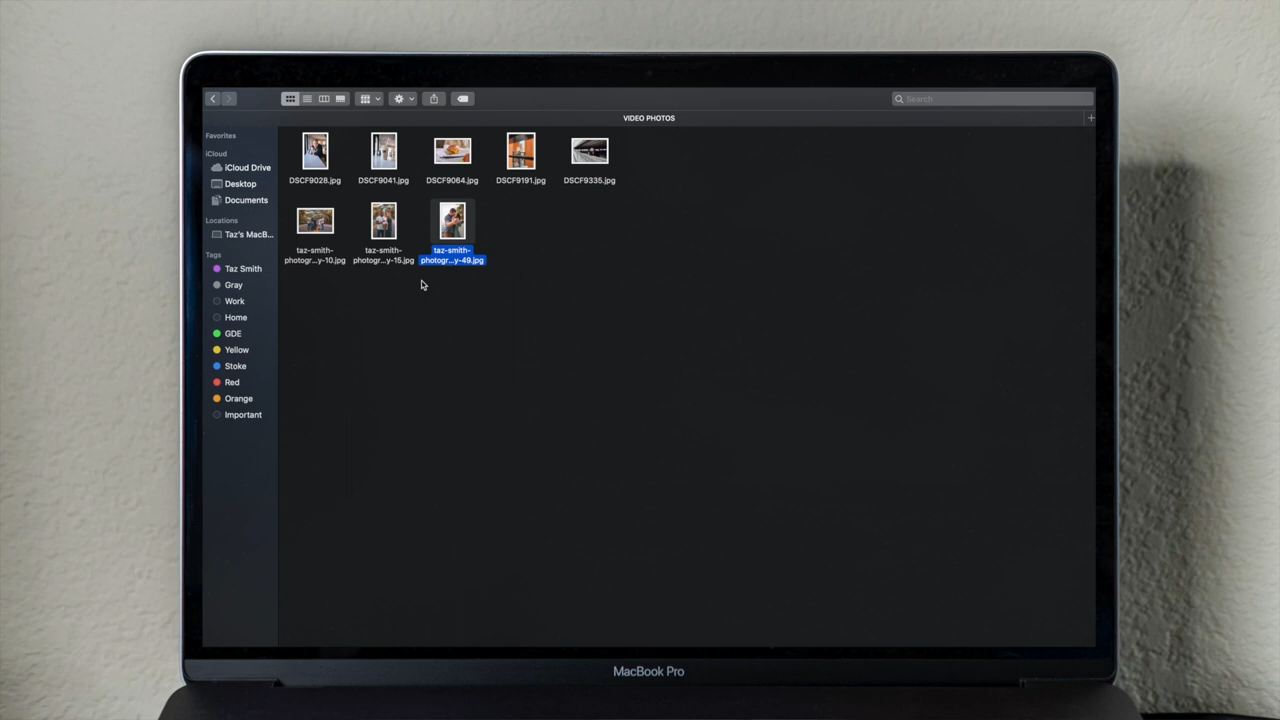 Search
VIDEO PHOTOS
+
Favorites
iCloud
iCloud Drive
Desktop
Documents
Locations
Taz's MacB...
Tags
Taz Smith
Gray
Work
Home
GDE
Yellow
Stoke
Red
Orange
Important
DSCF9028.jpg
DSCF9041.jpg
DSCF9064.jpg
DSCF9191.jpg
DSCF9335.jpg
taz-smith-
photogr...y-10.jpg
taz-smith-
photogr...y-15.jpg
taz-smith-
photogr...y-49.jpg
MacBook Pro